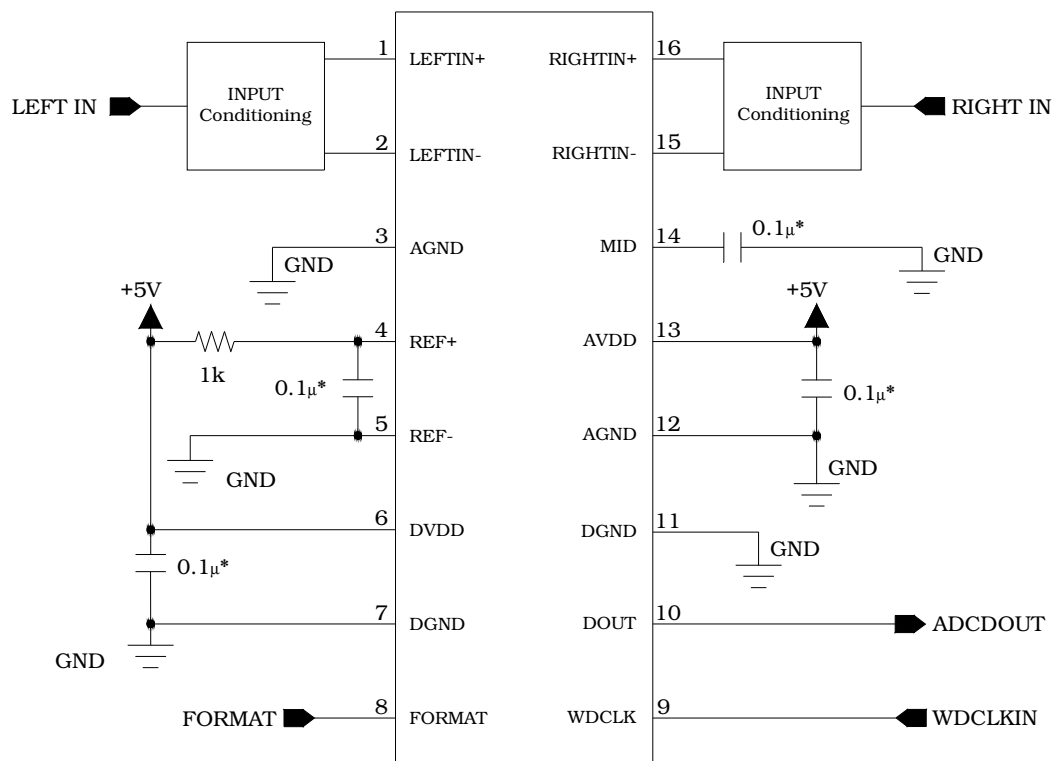 1
LEFTIN+
RIGHTIN+
16
INPUT
Conditioning
INPUT
Conditioning
LEFT IN
RIGHT IN
2
LEFTIN-
RIGHTIN-
15
3
AGND
GND
MID
14
0.1µ*
GND
+5V
+5V
4
REF+
1k
AVDD
13
0.1µ*
0.1µ*
5
REF-
GND
AGND
12
GND
6
DVDD
DGND
11
GND
0.1µ*
7
DGND
GND
DOUT
10
ADCDOUT
FORMAT
8
FORMAT
WDCLK
9
WDCLKIN